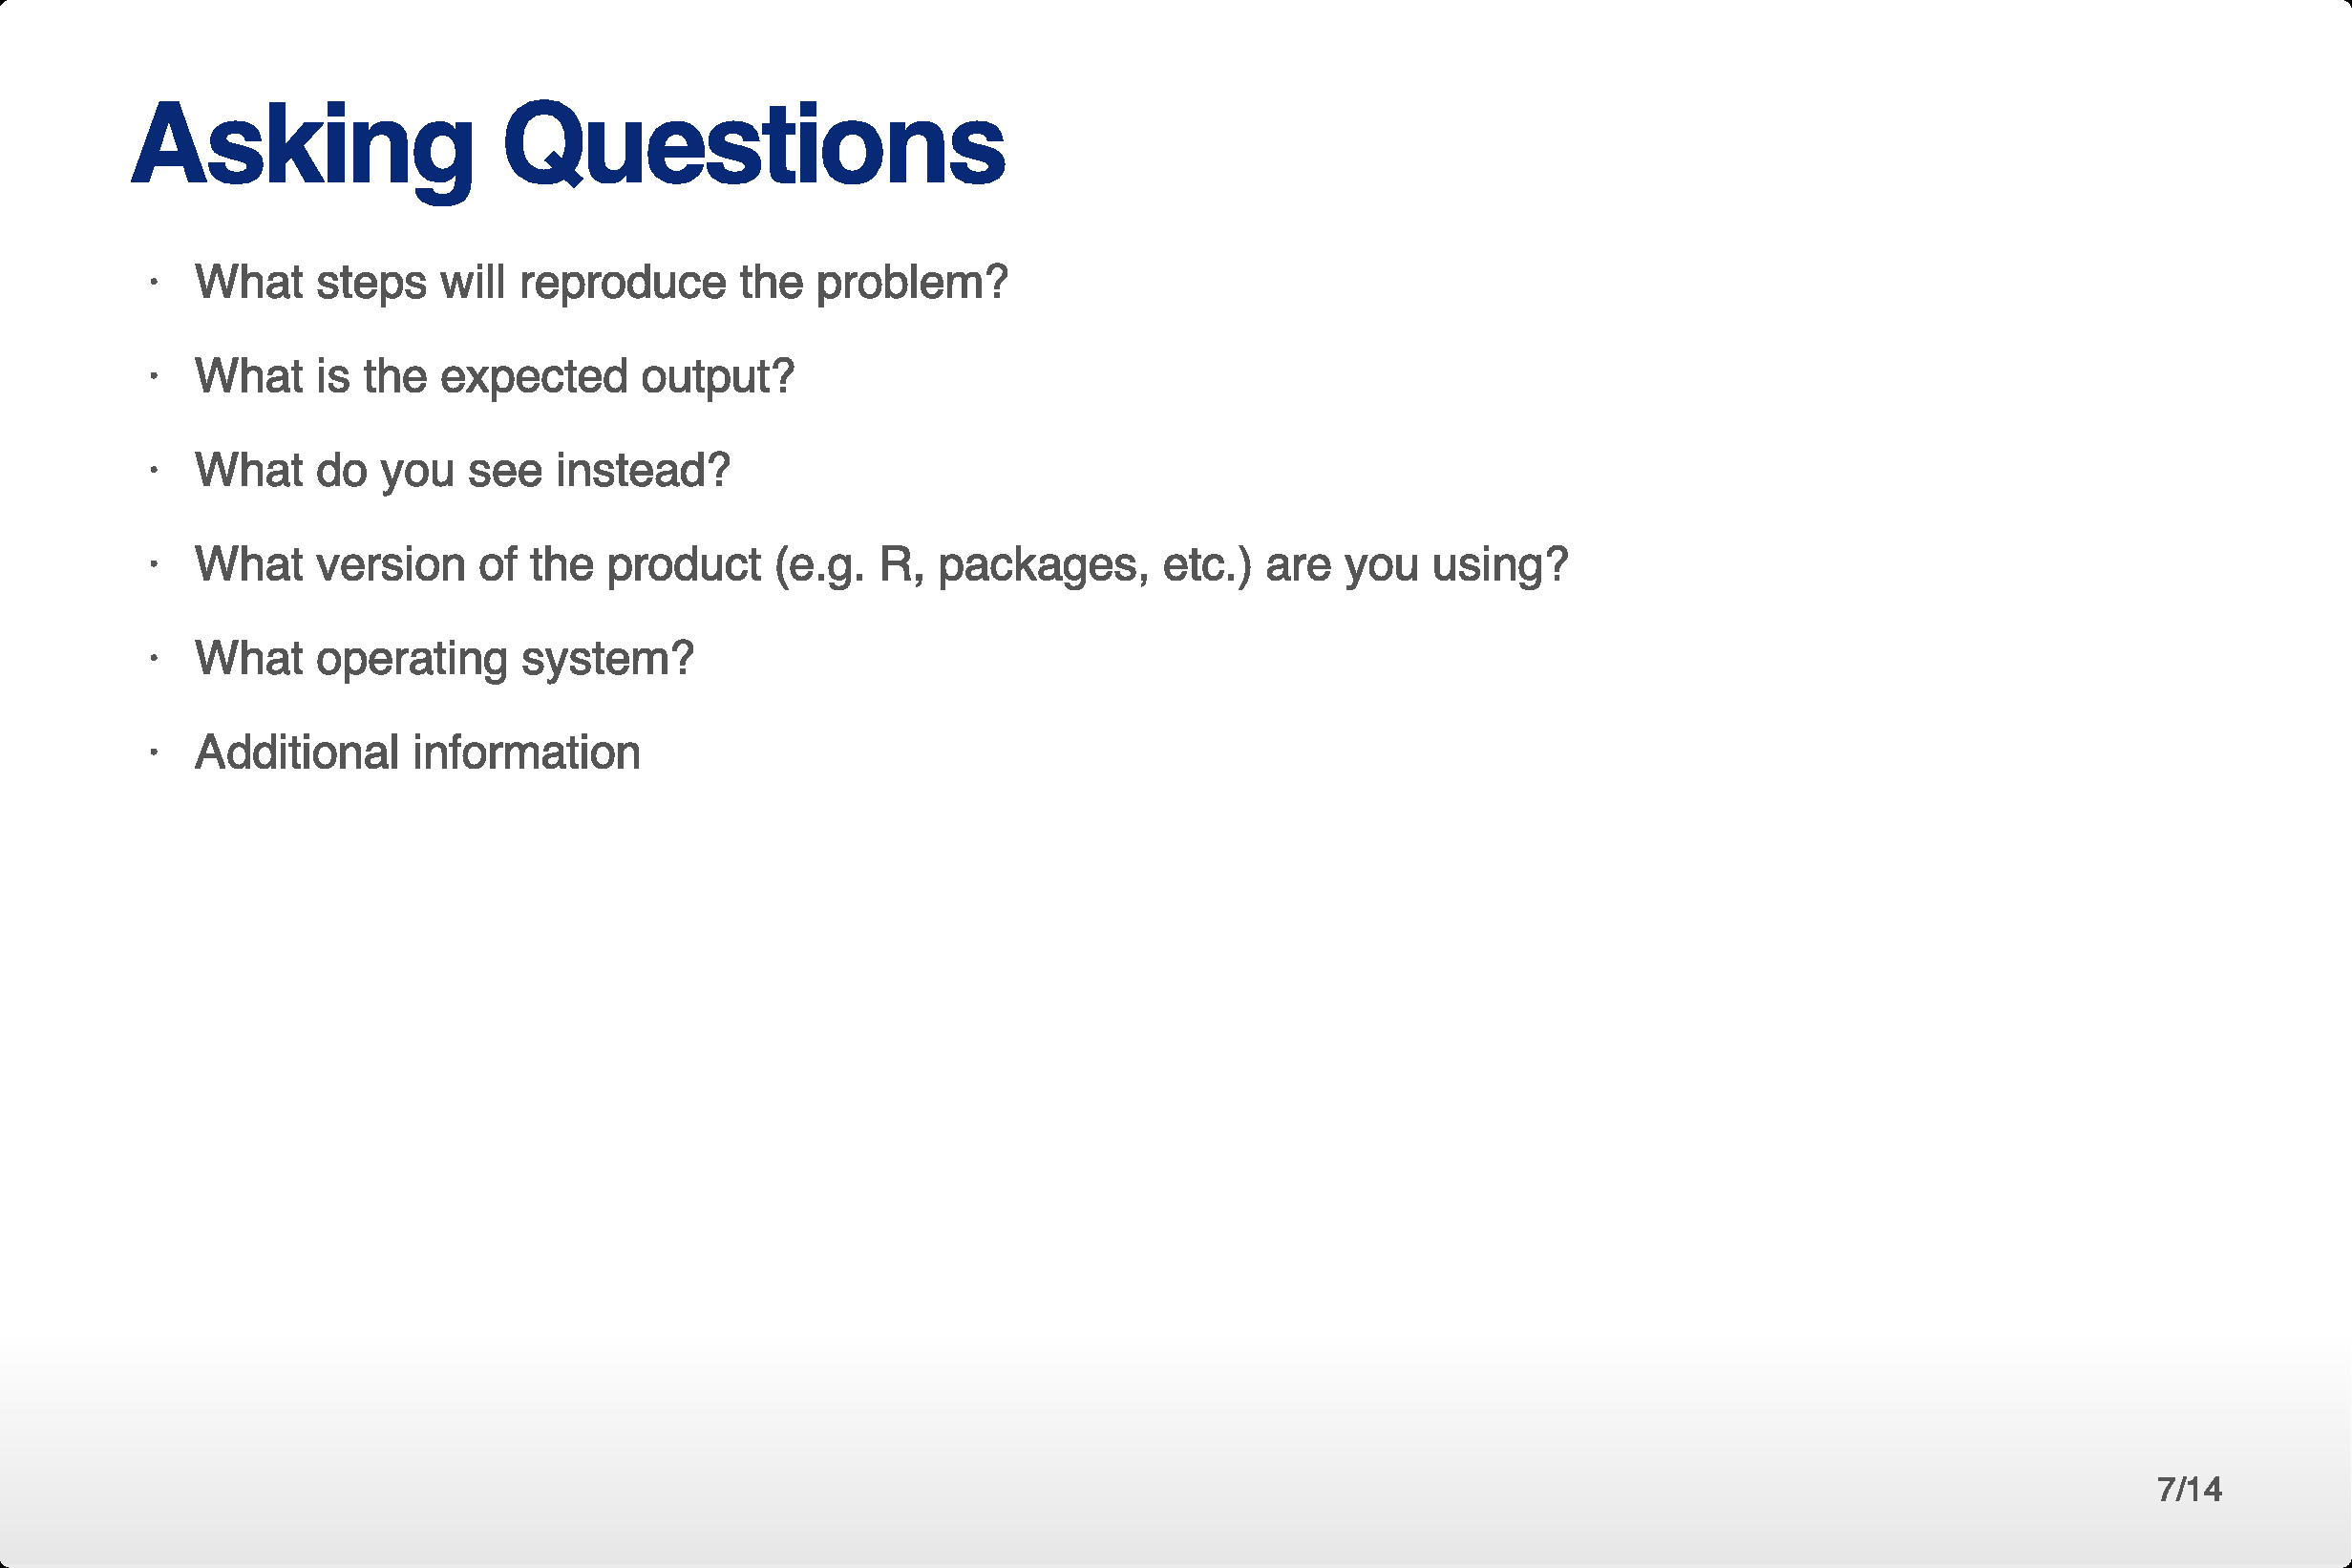 Asking Questions
· What steps will reproduce the problem?
· What is the expected output?
· What do you see instead?
· What version of the product (e.g. R, packages, etc.) are you using?
· What operating system?
· Additional information
7/14